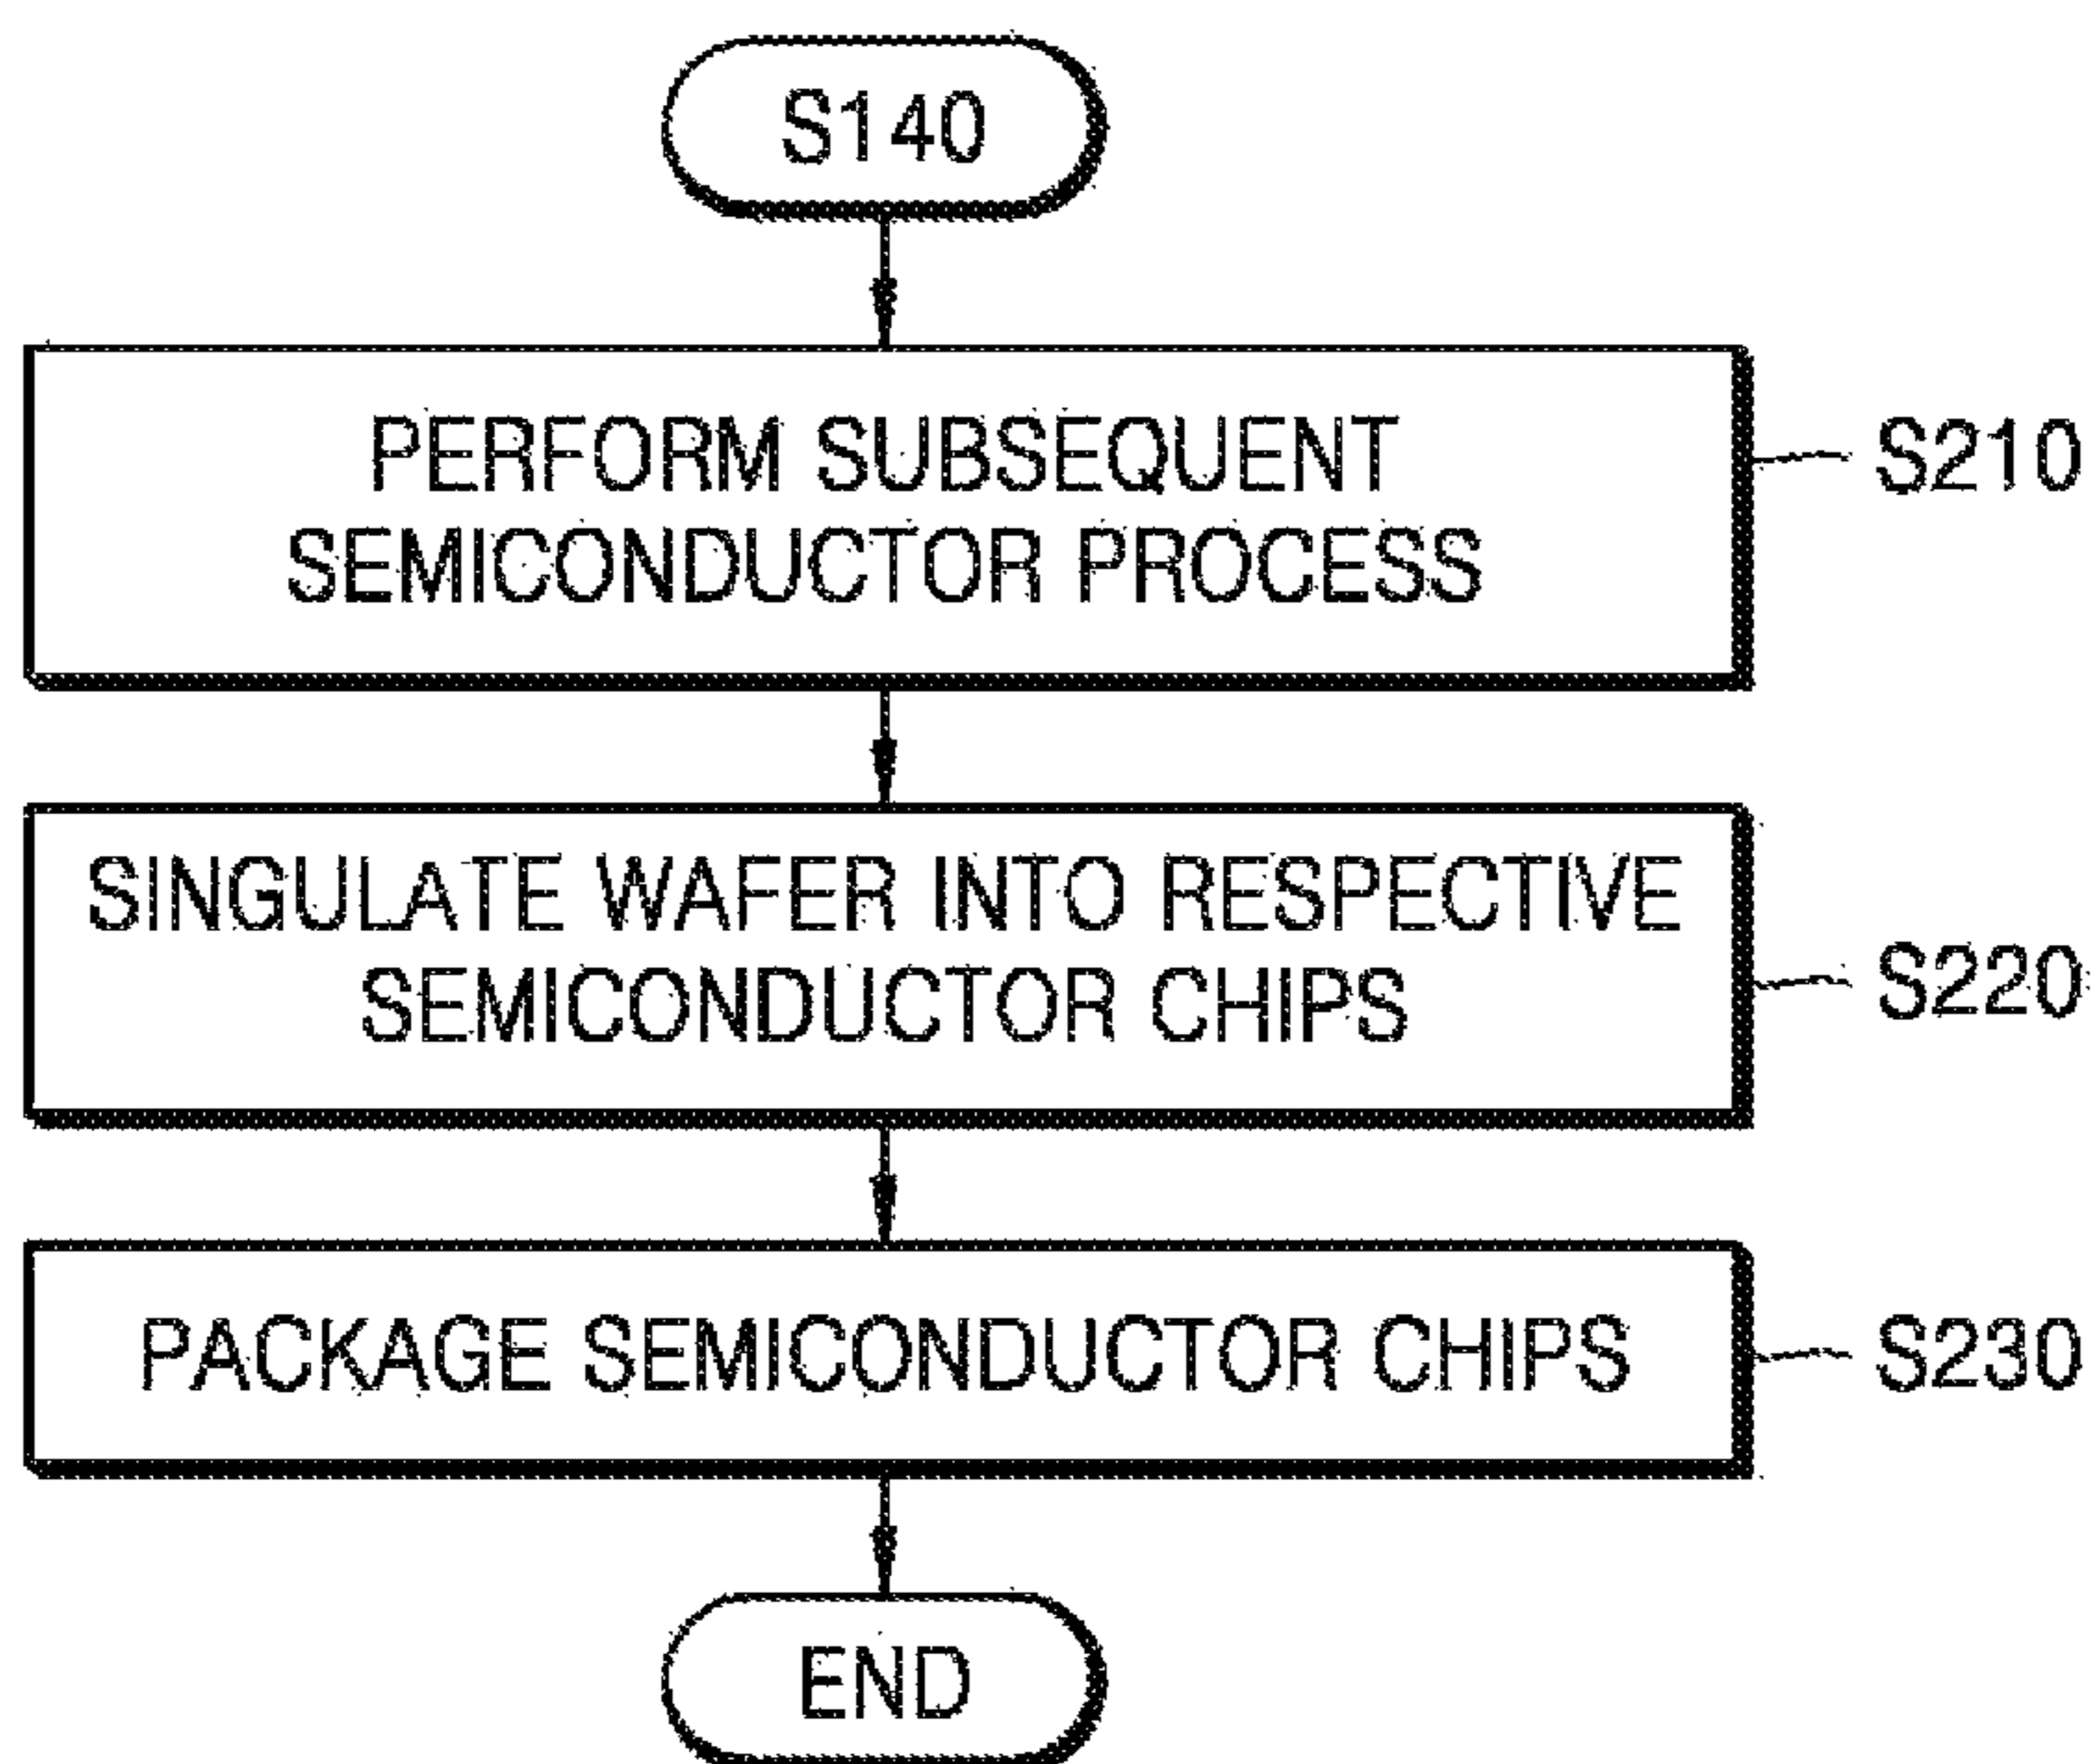 S140
PERFORM SUBSEQUENT
SEMICONDUCTOR PROCESS
S210
SINGULATE WAFER INTO RESPECTIVE
SEMICONDUCTOR CHIPS
S220
PACKAGE SEMICONDUCTOR CHIPS
S230
END